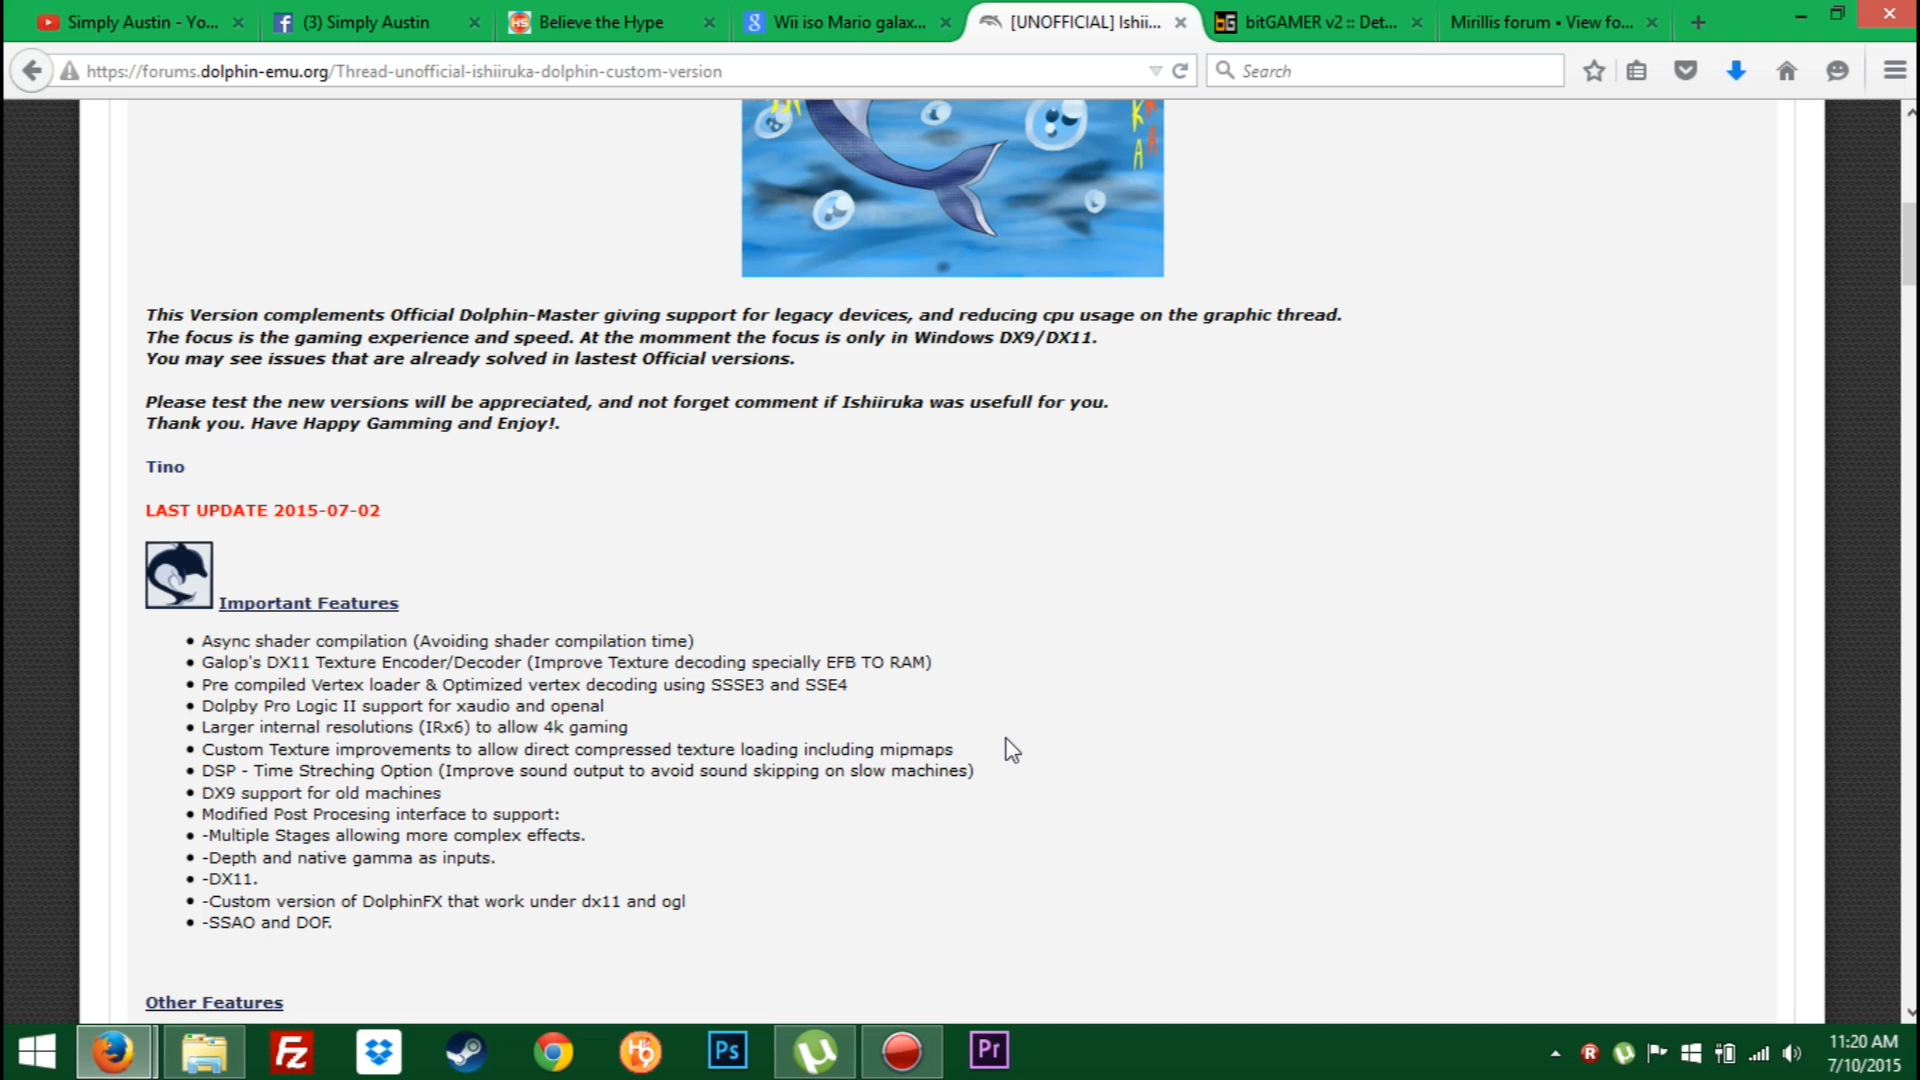 Simply Austin - Yo...
(3) Simply Austin
Believe the Hype
Wii iso Mario galax...
[UNOFFICIAL] Ishii...
bitGAMER v2 :: Det...
Mirillis forum • View fo...
https://forums.dolphin-emu.org/Thread-unofficial-ishiiruka-dolphin-custom-version
Search
K
A
A
This Version complements Official Dolphin-Master giving support for legacy devices, and reducing cpu usage on the graphic thread.
The focus is the gaming experience and speed. At the momment the focus is only in Windows DX9/DX11.
You may see issues that are already solved in lastest Official versions.
Please test the new versions will be appreciated, and not forget comment if Ishiiruka was usefull for you.
Thank you. Have Happy Gamming and Enjoy!.
Tino
LAST UPDATE 2015-07-02
Important Features
• Async shader compilation (Avoiding shader compilation time)
• Galop's DX11 Texture Encoder/Decoder (Improve Texture decoding specially EFB TO RAM)
• Pre compiled Vertex loader & Optimized vertex decoding using SSSE3 and SSE4
• Dolpby Pro Logic II support for xaudio and openal
• Larger internal resolutions (IRx6) to allow 4k gaming
• Custom Texture improvements to allow direct compressed texture loading including mipmaps
• DSP - Time Streching Option (Improve sound output to avoid sound skipping on slow machines)
• DX9 support for old machines
• Modified Post Procesing interface to support:
• -Multiple Stages allowing more complex effects.
• -Depth and native gamma as inputs.
• -DX11.
• -Custom version of DolphinFX that work under dx11 and ogl
• -SSAO and DOF.
Other Features
Fz
Ps
Pr
11:20 AM
7/10/2015